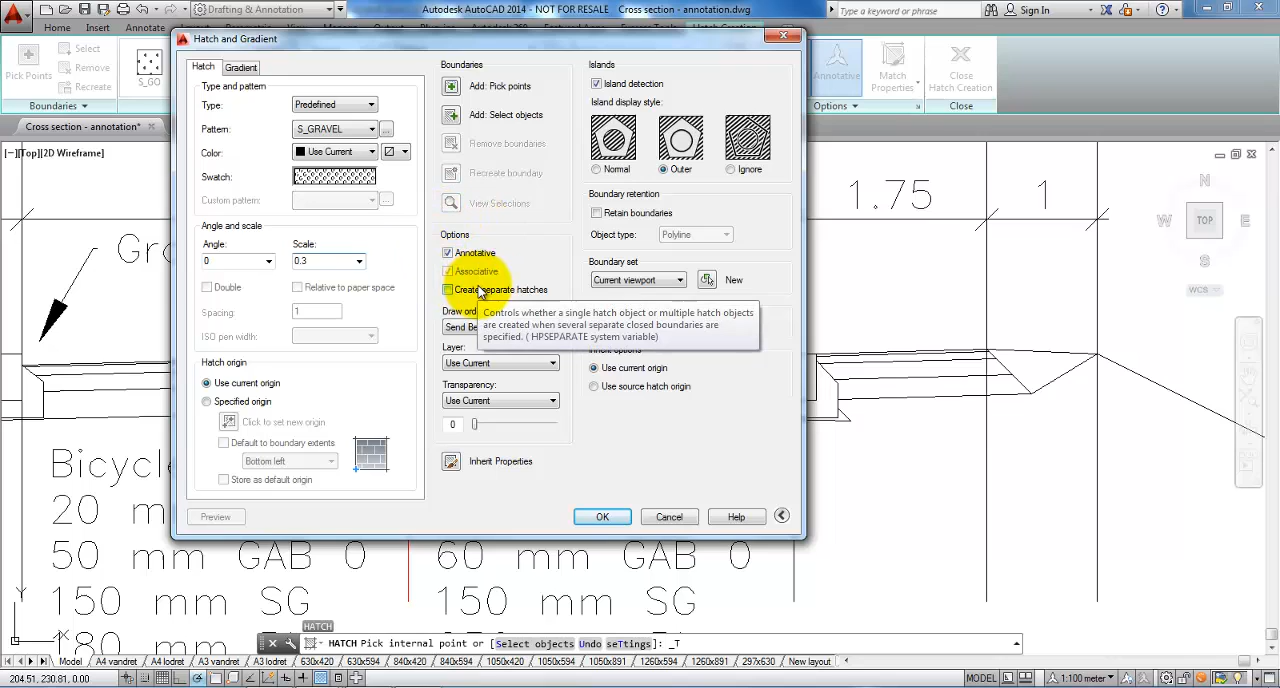 Drafting & Annotation
Autodesk AutoCAD 2014 - NOT FOR RESALE Cross section - annotation.dwg
Type a keyword or phrase
Sign In
Home Insert Annotate
Hatch and Gradient
Pick Points
Select
Remove
Recreate
S_GO
Boundaries
Annotative
Match Properties
Close Hatch Creation
Options
Close
Cross section - annotation*
[−][Top][2D Wireframe]
Hatch Gradient
Type and pattern
Type: Predefined
Pattern: S_GRAVEL
Color: Use Current
Swatch:
Custom pattern:
Angle and scale
Angle: Scale:
0 0.3
Double Relative to paper space
Spacing: 1
ISO pen width:
Hatch origin
Use current origin
Specified origin
Click to set new origin
Default to boundary extents
Bottom left
Store as default origin
Preview
Boundaries
Add: Pick points
Add: Select objects
Remove boundaries
Recreate boundary
View Selections
Options
Annotative
Associative
Create separate hatches
Draw ord
Send Be
Layer:
Use Current
Transparency:
Use Current
0
Inherit Properties
Islands
Island detection
Island display style:
Normal Outer Ignore
Boundary retention
Retain boundaries
Object type: Polyline
Boundary set
Current viewport New
Controls whether a single hatch object or multiple hatch objects
are created when several separate closed boundaries are
specified. ( HPSEPARATE system variable)
Inherit options
Use current origin
Use source hatch origin
OK Cancel Help
1.75 1
N
W TOP E
S
WCS
Gr
Bicycle
20 m
50 mm GAB 0 60 mm GAB 0
150 mm SG 150 mm SG
180 mm
Y
X
HATCH
HATCH Pick internal point or [Select objects Undo seTtings]: _T
Model A4 vandret A4 lodret A3 vandret A3 lodret 630x420 630x594 840x420 840x594 1050x420 1050x594 1050x891 1260x594 1260x891 297x630 New layout
204.51, 230.81, 0.00
MODEL
1:100 meter